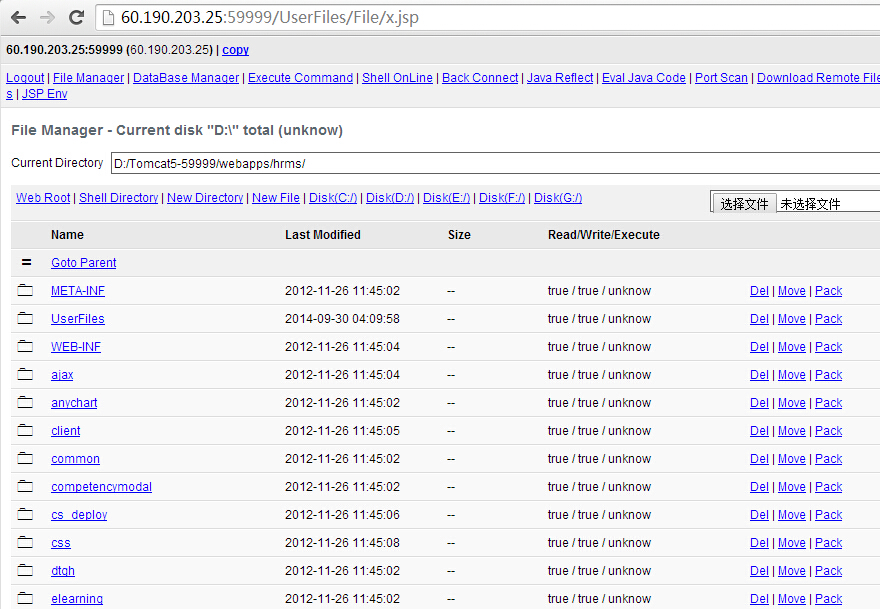 60.190.203.25:59999/UserFiles/File/x.jsp
60.190.203.25:59999 (60.190.203.25) | copy
Logout | File Manager | DataBase Manager | Execute Command | Shell OnLine | Back Connect | Java Reflect | Eval Java Code | Port Scan | Download Remote File
s | JSP Env
File Manager - Current disk "D:\" total (unknow)
Current Directory D:/Tomcat5-59999/webapps/hrms/
Web Root | Shell Directory | New Directory | New File | Disk(C:/) | Disk(D:/) | Disk(E:/) | Disk(F:/) | Disk(G:/) 选择文件 未选择文件
Name Last Modified Size Read/Write/Execute
= Goto Parent
META-INF 2012-11-26 11:45:02 -- true / true / unknow Del | Move | Pack
UserFiles 2014-09-30 04:09:58 -- true / true / unknow Del | Move | Pack
WEB-INF 2012-11-26 11:45:04 -- true / true / unknow Del | Move | Pack
ajax 2012-11-26 11:45:04 -- true / true / unknow Del | Move | Pack
anychart 2012-11-26 11:45:02 -- true / true / unknow Del | Move | Pack
client 2012-11-26 11:45:05 -- true / true / unknow Del | Move | Pack
common 2012-11-26 11:45:02 -- true / true / unknow Del | Move | Pack
competencymodal 2012-11-26 11:45:02 -- true / true / unknow Del | Move | Pack
cs_deploy 2012-11-26 11:45:06 -- true / true / unknow Del | Move | Pack
css 2012-11-26 11:45:08 -- true / true / unknow Del | Move | Pack
dtgh 2012-11-26 11:45:02 -- true / true / unknow Del | Move | Pack
elearning 2012-11-26 11:45:02 -- true / true / unknow Del | Move | Pack